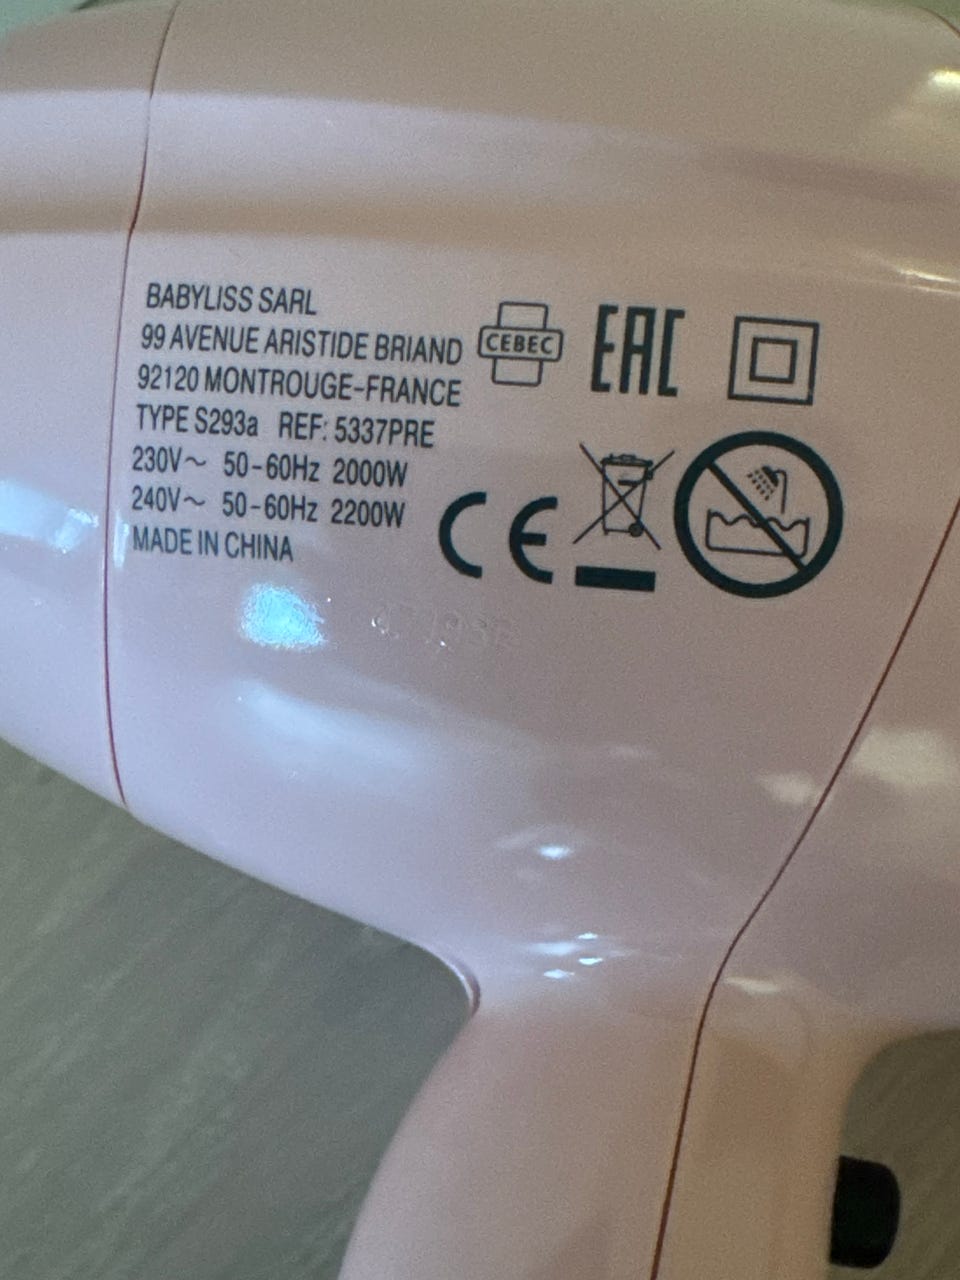 BABYLISS SARL
99 AVENUE ARISTIDE BRIAND
92120 MONTROUGE-FRANCE
TYPE S293a REF: 5337PRE
230V~ 50-60Hz 2000W
240V~ 50-60Hz 2200W
MADE IN CHINA
CEBEC
EAC
CE